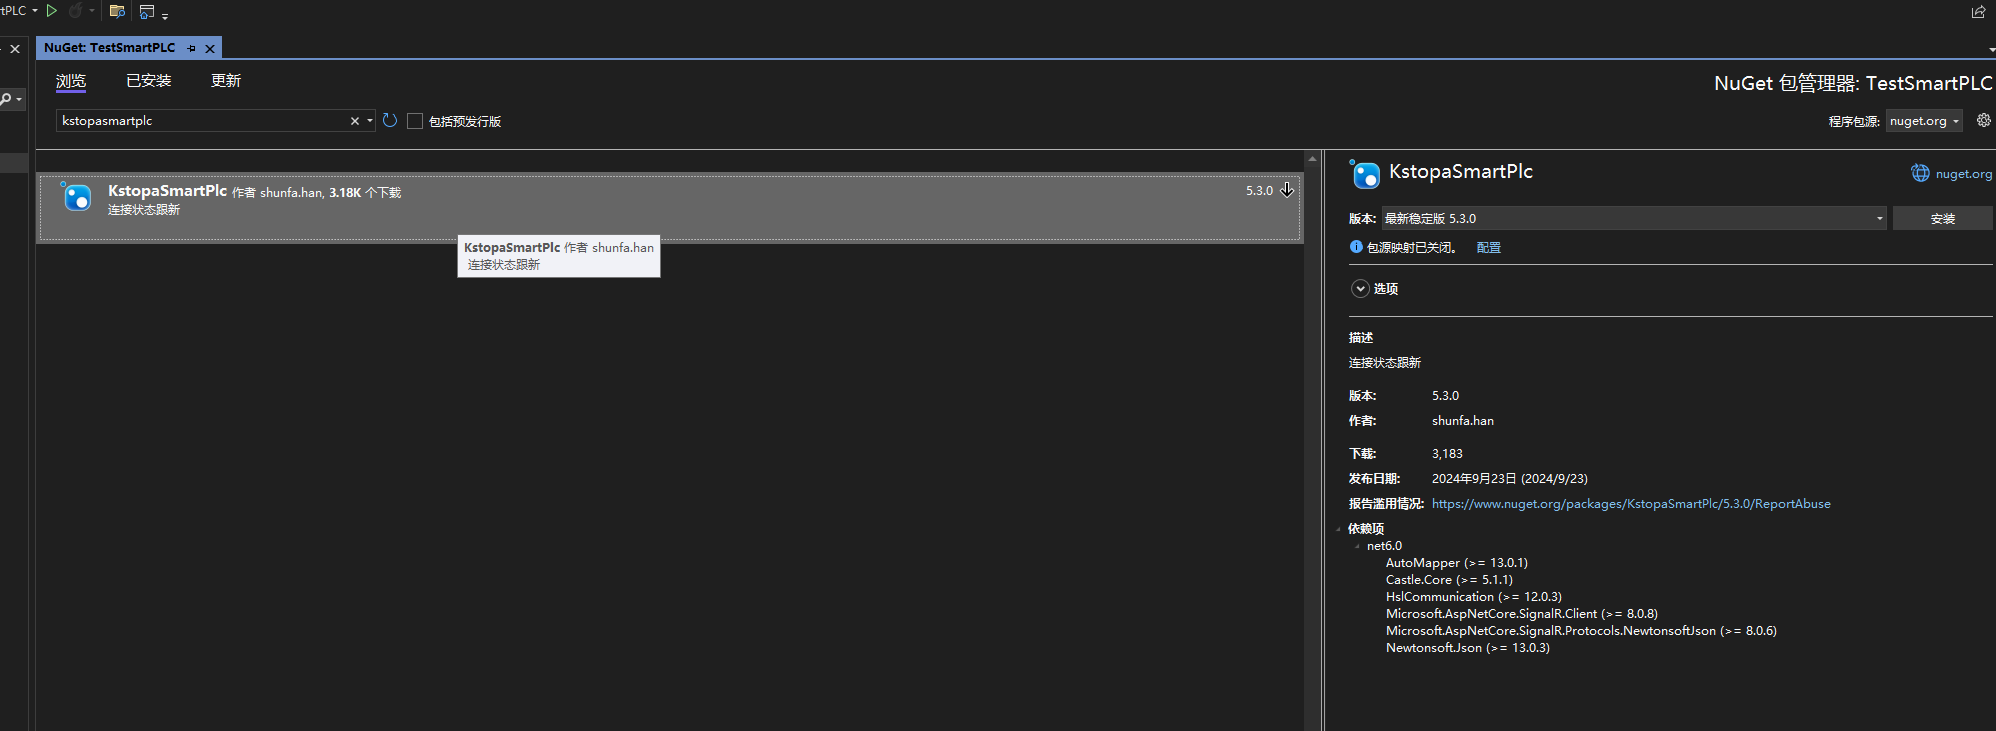 tPLC
NuGet: TestSmartPLC
浏览 已安装 更新
NuGet 包管理器: TestSmartPLC
kstopasmartplc
包括预发行版
程序包源: nuget.org
KstopaSmartPlc 作者 shunfa.han, 3.18K 个下载
5.3.0
连接状态跟新
KstopaSmartPlc 作者 shunfa.han
连接状态跟新
KstopaSmartPlc
nuget.org
版本: 最新稳定版 5.3.0 安装
包源映射已关闭。 配置
选项
描述
连接状态跟新
版本: 5.3.0
作者: shunfa.han
下载: 3,183
发布日期: 2024年9月23日 (2024/9/23)
报告滥用情况: https://www.nuget.org/packages/KstopaSmartPlc/5.3.0/ReportAbuse
依赖项
net6.0
AutoMapper (>= 13.0.1)
Castle.Core (>= 5.1.1)
HslCommunication (>= 12.0.3)
Microsoft.AspNetCore.SignalR.Client (>= 8.0.8)
Microsoft.AspNetCore.SignalR.Protocols.NewtonsoftJson (>= 8.0.6)
Newtonsoft.Json (>= 13.0.3)